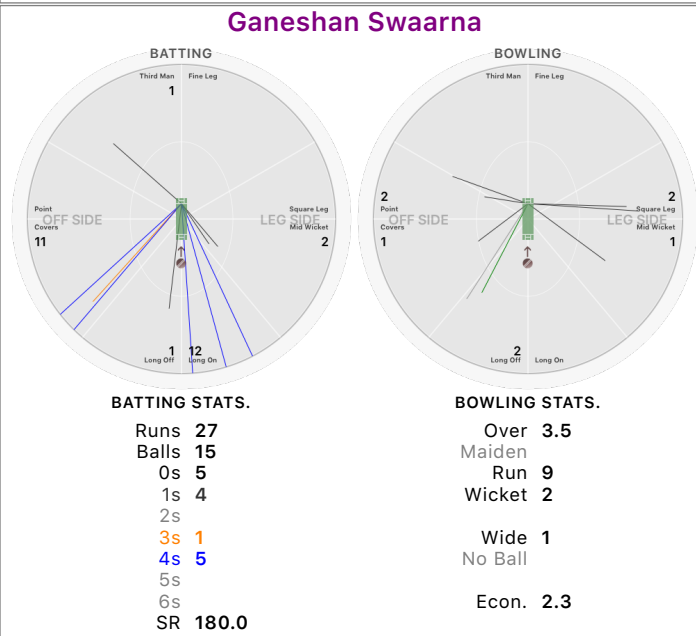 Ganeshan Swaarna
BATTING
Third Man
Fine Leg
1
Point
OFF SIDE
Covers
11
Square Leg
LEG SIDE
Mid Wicket
2
1
12
Long Off
Long On
BATTING STATS.
Runs 27
Balls 15
0s 5
1s 4
2s
3s 1
4s 5
5s
6s
SR 180.0
BOWLING
Third Man
Fine Leg
2
Point
OFF SIDE
Covers
1
2
Square Leg
LEG SIDE
Mid Wicket
1
2
Long Off
Long On
BOWLING STATS.
Over 3.5
Maiden
Run 9
Wicket 2
Wide 1
No Ball
Econ. 2.3